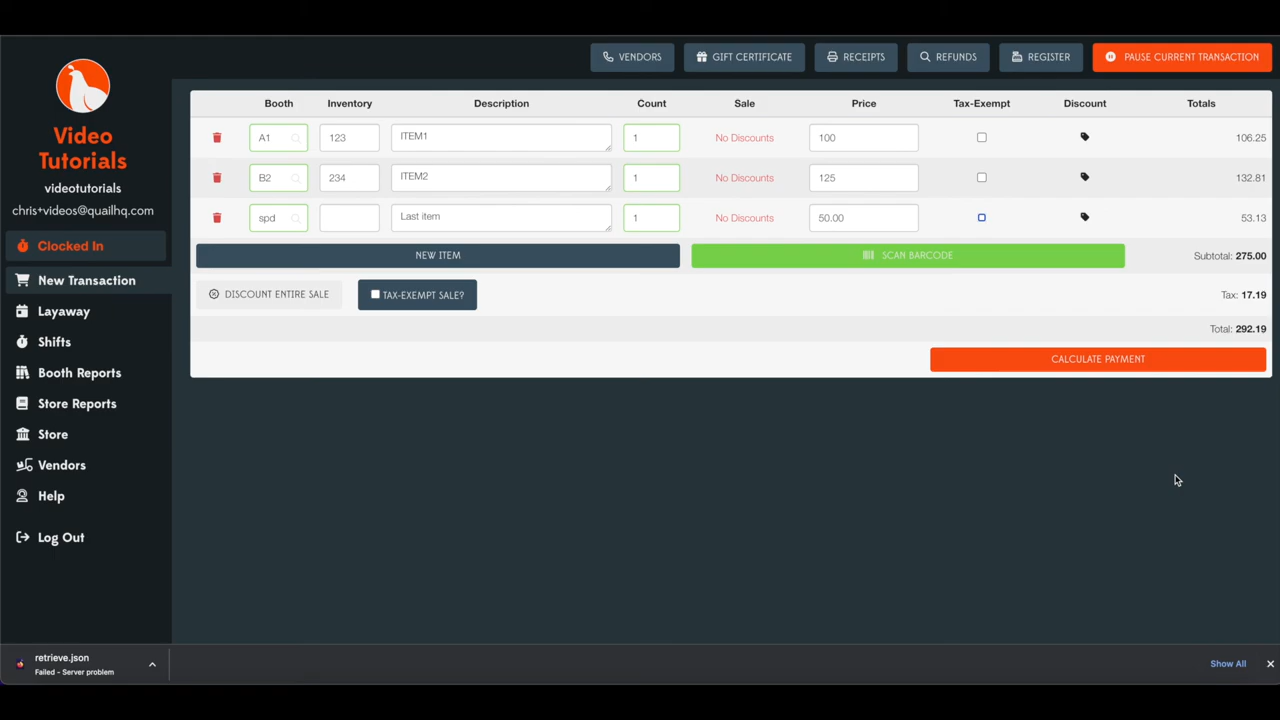 VENDORS GIFT CERTIFICATE RECEIPTS REFUNDS REGISTER PAUSE CURRENT TRANSACTION
Video
Tutorials
videotutorials
chris+videos@quailhq.com
Clocked In
New Transaction
Layaway
Shifts
Booth Reports
Store Reports
Store
Vendors
Help
Log Out
Booth Inventory Description Count Sale Price Tax-Exempt Discount Totals
A1 123 ITEM1 1 No Discounts 100 106.25
B2 234 ITEM2 1 No Discounts 125 132.81
spd Last item 1 No Discounts 50.00 53.13
NEW ITEM SCAN BARCODE Subtotal: 275.00
DISCOUNT ENTIRE SALE TAX-EXEMPT SALE? Tax: 17.19
Total: 292.19
CALCULATE PAYMENT
retrieve.json
Failed - Server problem
Show All